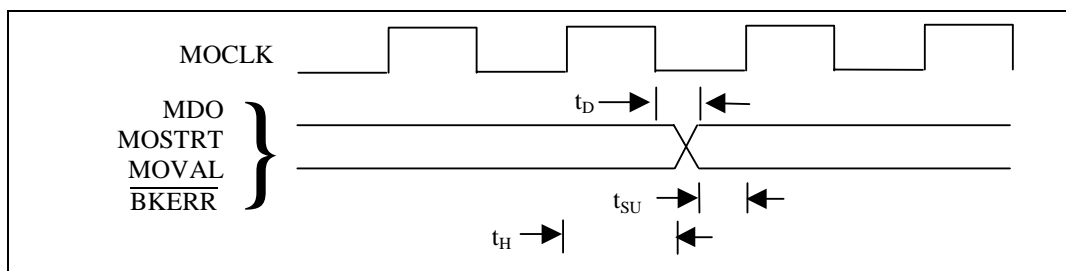 MOCLK
MDO
MOSTRT
MOVAL
BKERR
tD
tSU
tH